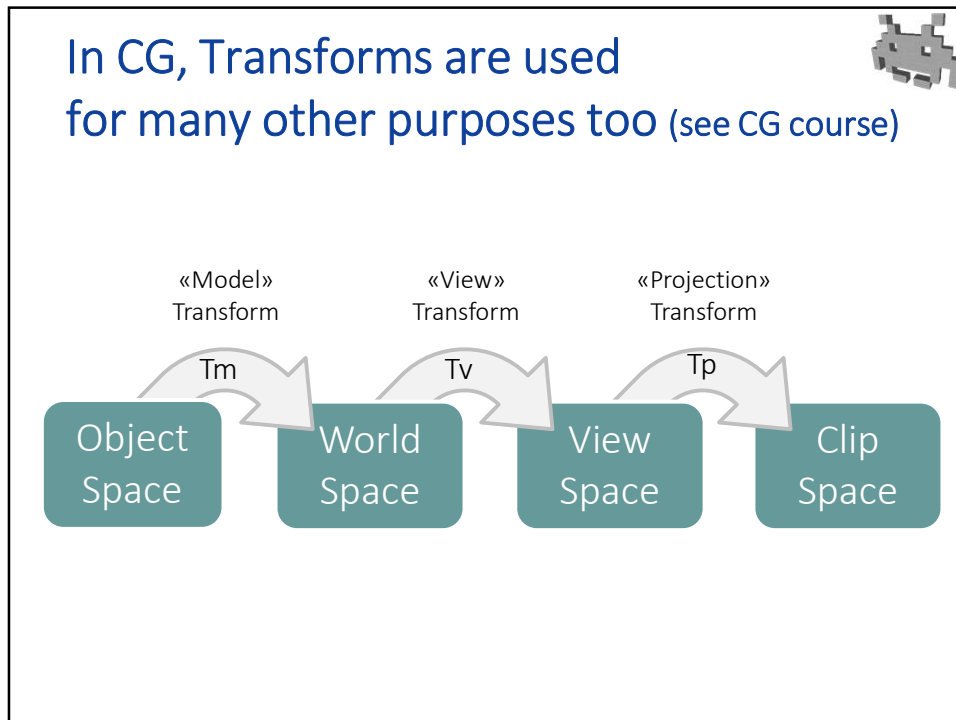 In CG, Transforms are used
for many other purposes too (see CG course)
«Model»
Transform
«View»
Transform
«Projection»
Transform
Tm
Tv
Tp
Object
Space
World
Space
View
Space
Clip
Space